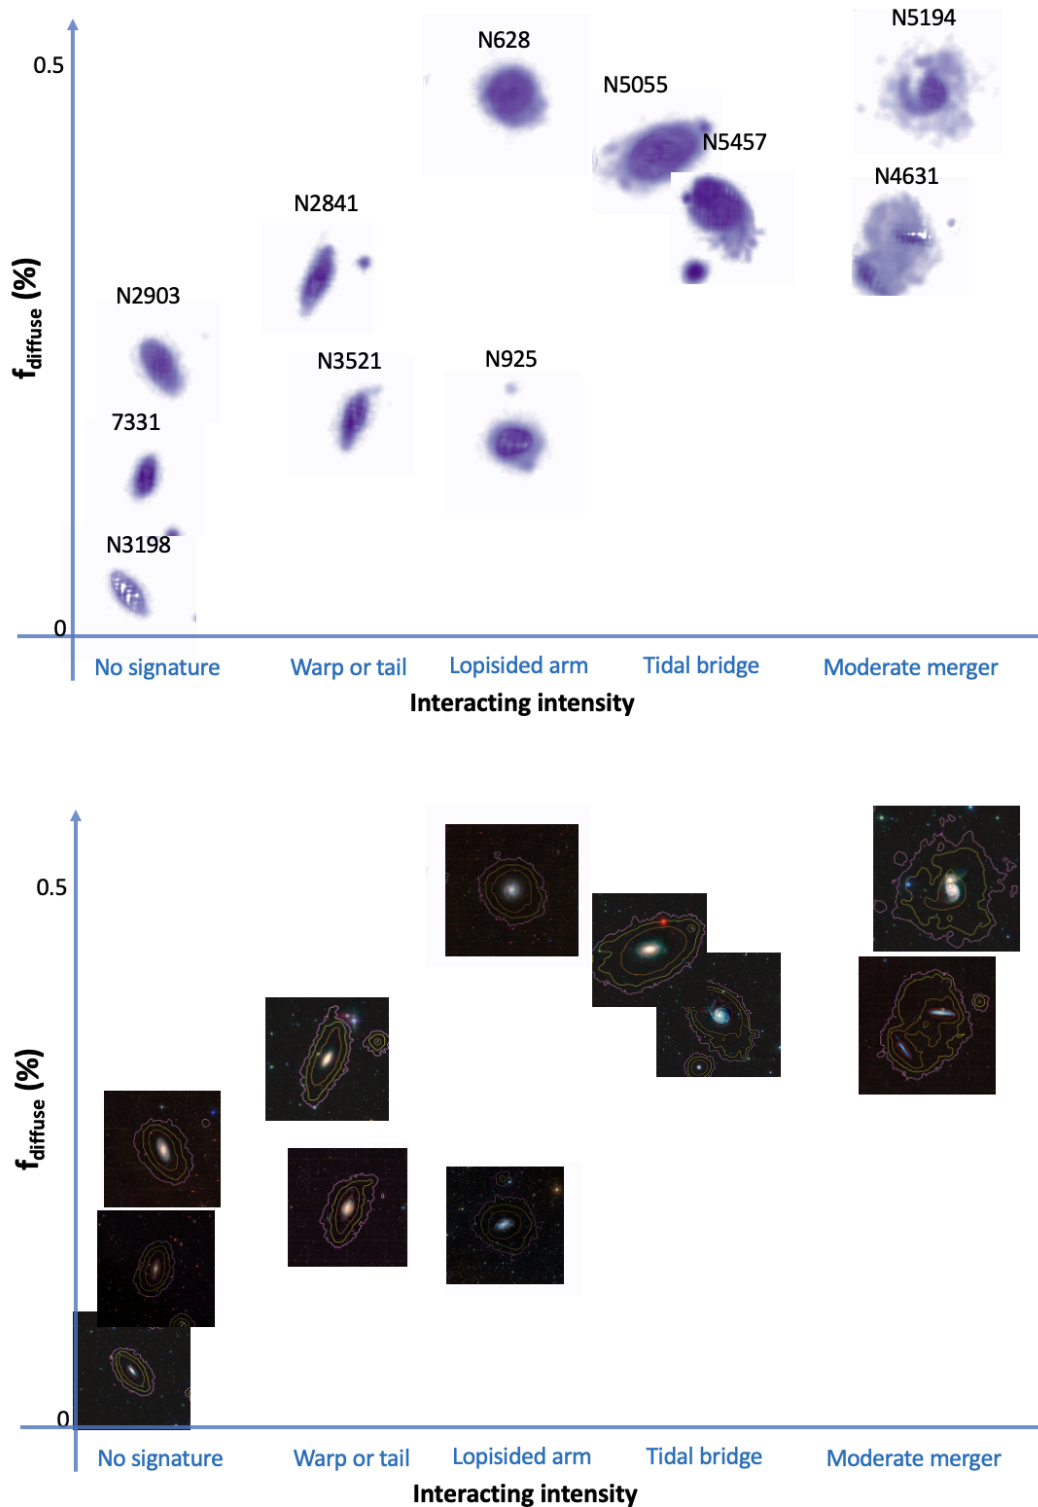 N5194
N628
0.5
N5055
N5457
N4631
N2841
f_diffuse (%)
N2903
N3521
N925
7331
N3198
0
No signature
Warp or tail
Lopisided arm
Tidal bridge
Moderate merger
Interacting intensity
0.5
f_diffuse (%)
0
No signature
Warp or tail
Lopisided arm
Tidal bridge
Moderate merger
Interacting intensity